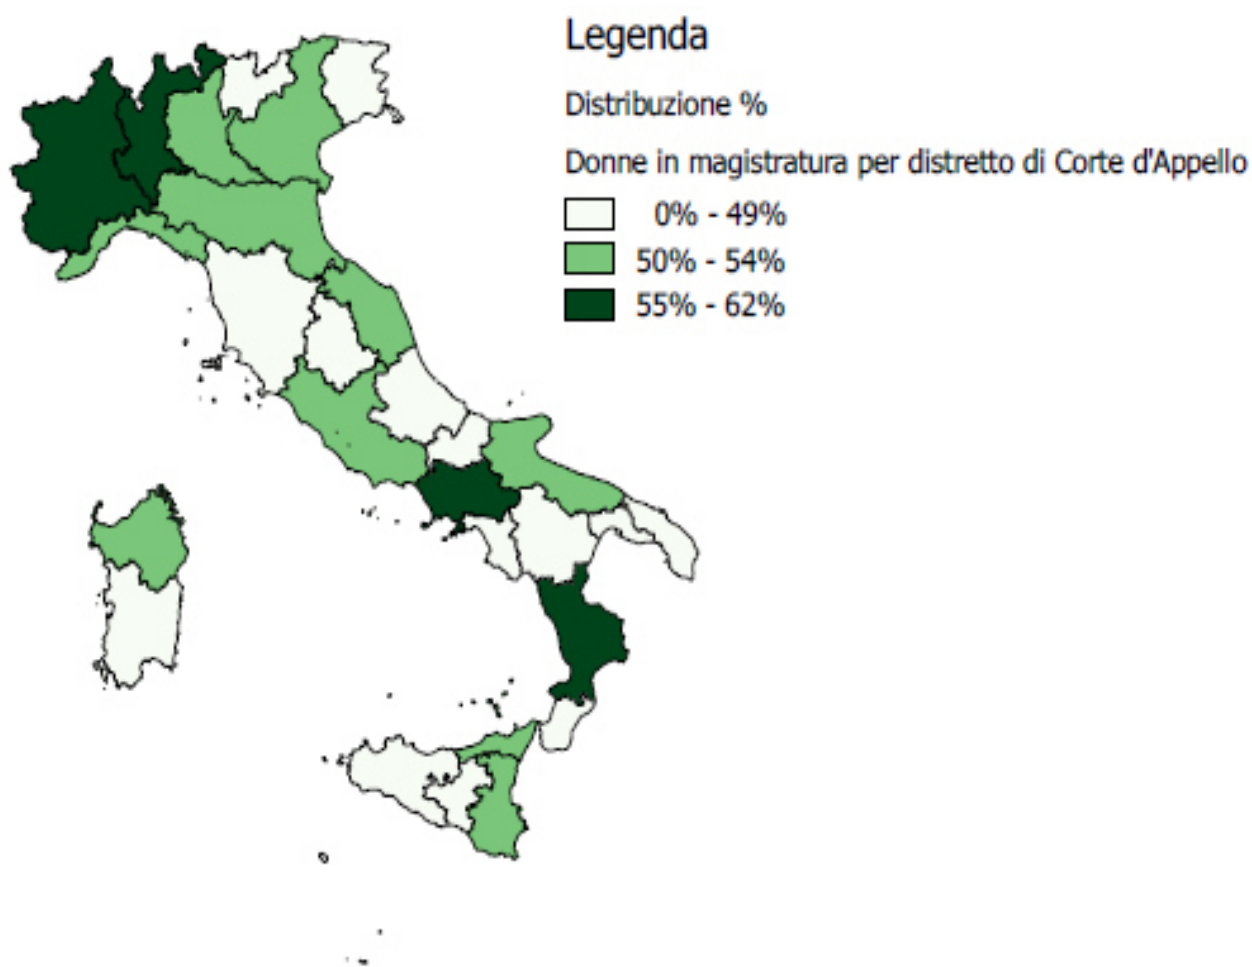 Legenda
Distribuzione %
Donne in magistratura per distretto di Corte d'Appello
0% - 49%
50% - 54%
55% - 62%